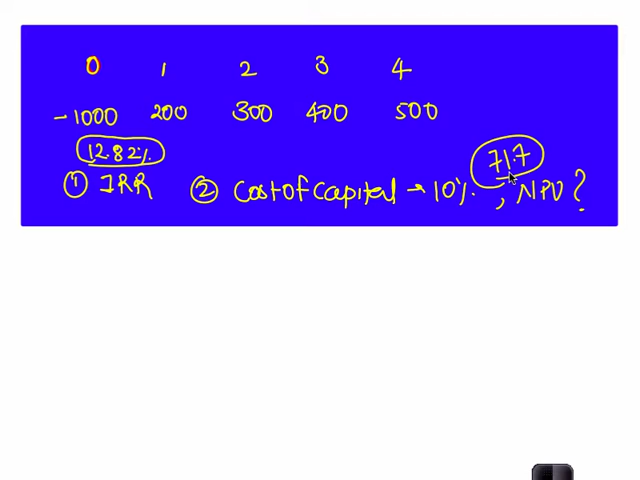 0 1 2 3 4
-1000 200 300 400 500
12.82%
71.7
① IRR ② Cost of Capital → 10%, NPV?